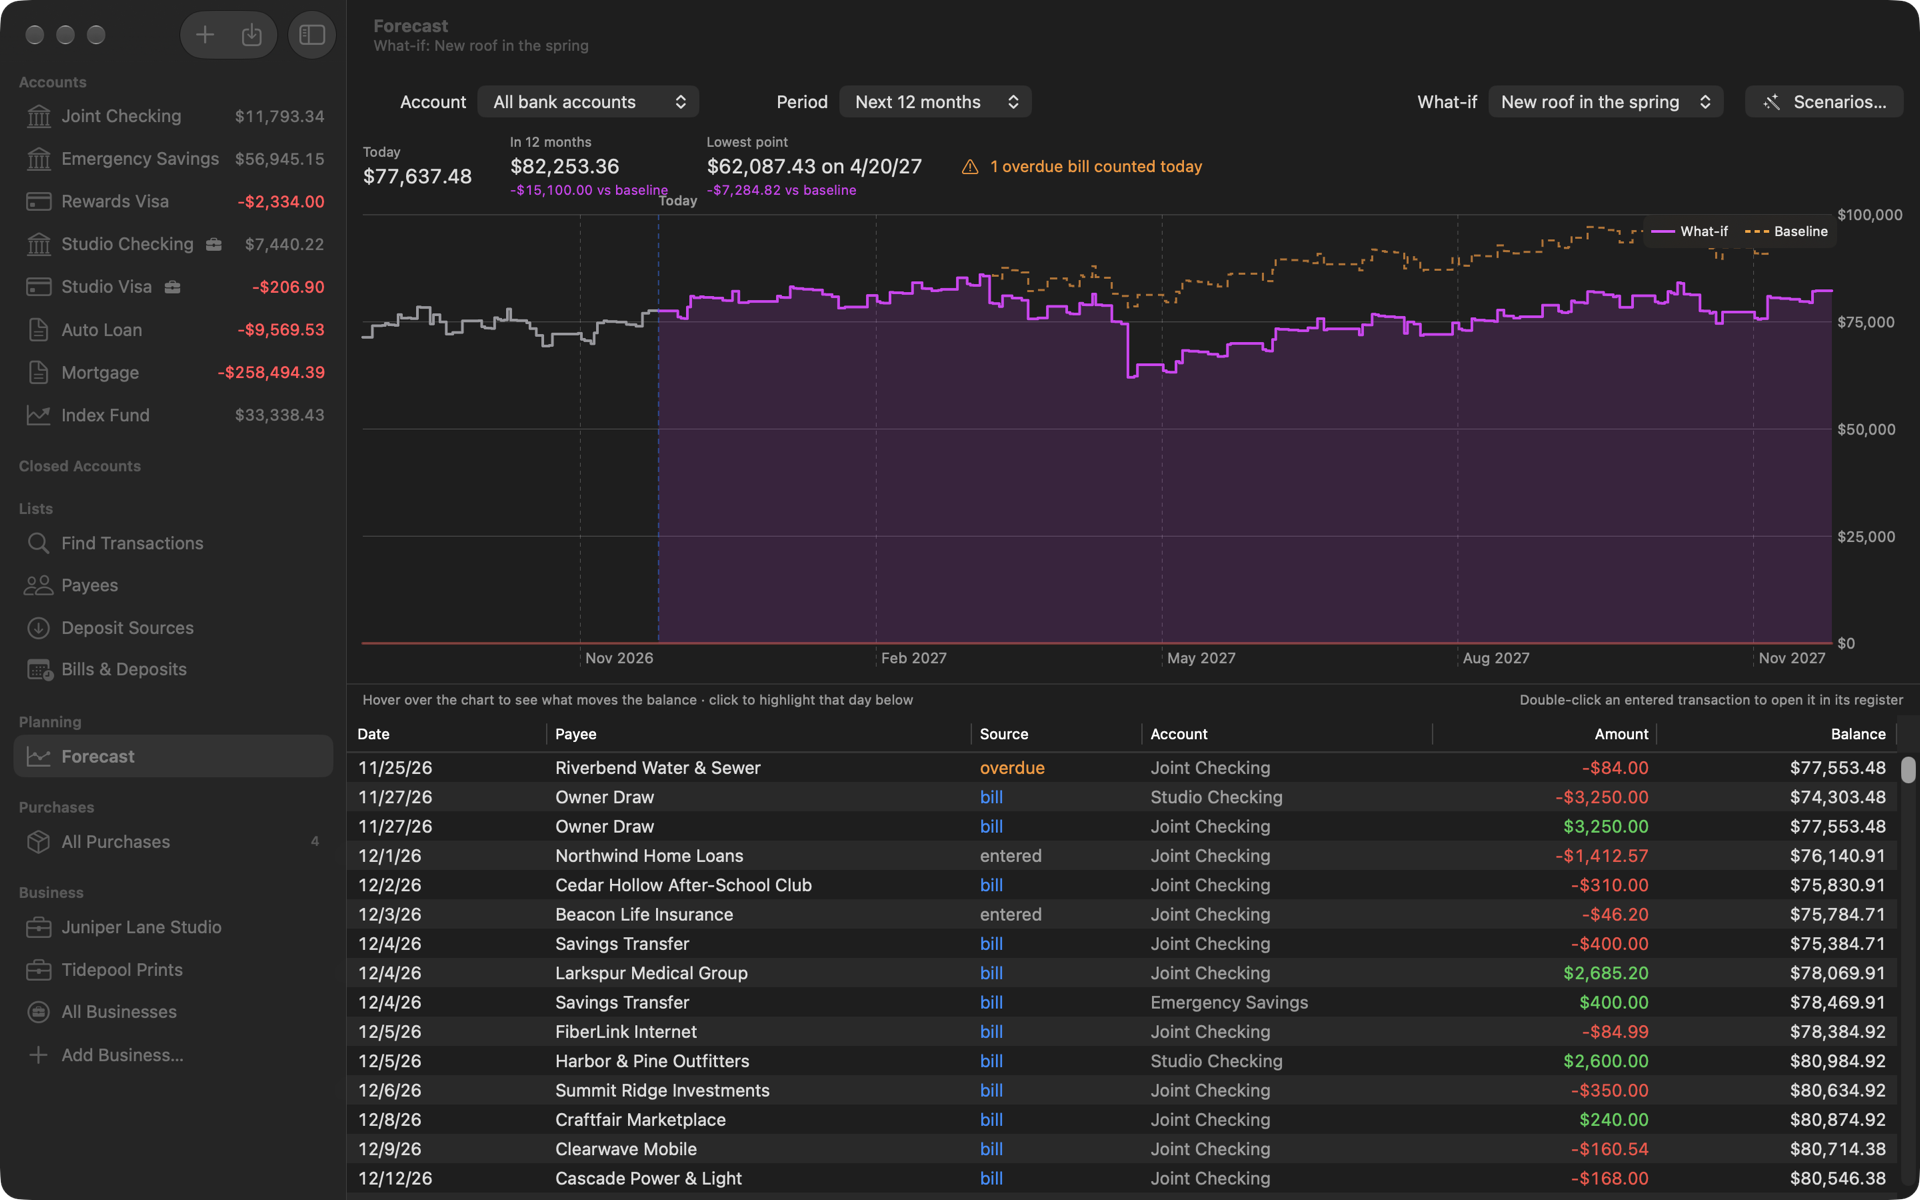 Accounts
Joint Checking $11,793.34
Emergency Savings $56,945.15
Rewards Visa -$2,334.00
Studio Checking $7,440.22
Studio Visa -$206.90
Auto Loan -$9,569.53
Mortgage -$258,494.39
Index Fund $33,338.43
Closed Accounts
Lists
Find Transactions
Payees
Deposit Sources
Bills & Deposits
Planning
Forecast
Purchases
All Purchases 4
Business
Juniper Lane Studio
Tidepool Prints
All Businesses
Add Business...
Forecast
What-if: New roof in the spring
Account All bank accounts Period Next 12 months What-if New roof in the spring Scenarios...
Today
$77,637.48
In 12 months
$82,253.36
-$15,100.00 vs baseline
Lowest point
$62,087.43 on 4/20/27
-$7,284.82 vs baseline
1 overdue bill counted today
Today
What-if Baseline
$100,000
$75,000
$50,000
$25,000
$0
Nov 2026 Feb 2027 May 2027 Aug 2027 Nov 2027
Hover over the chart to see what moves the balance · click to highlight that day below
Double-click an entered transaction to open it in its register
Date Payee Source Account Amount Balance
11/25/26 Riverbend Water & Sewer overdue Joint Checking -$84.00 $77,553.48
11/27/26 Owner Draw bill Studio Checking -$3,250.00 $74,303.48
11/27/26 Owner Draw bill Joint Checking $3,250.00 $77,553.48
12/1/26 Northwind Home Loans entered Joint Checking -$1,412.57 $76,140.91
12/2/26 Cedar Hollow After-School Club bill Joint Checking -$310.00 $75,830.91
12/3/26 Beacon Life Insurance entered Joint Checking -$46.20 $75,784.71
12/4/26 Savings Transfer bill Joint Checking -$400.00 $75,384.71
12/4/26 Larkspur Medical Group bill Joint Checking $2,685.20 $78,069.91
12/4/26 Savings Transfer bill Emergency Savings $400.00 $78,469.91
12/5/26 FiberLink Internet bill Joint Checking -$84.99 $78,384.92
12/5/26 Harbor & Pine Outfitters bill Studio Checking $2,600.00 $80,984.92
12/6/26 Summit Ridge Investments bill Joint Checking -$350.00 $80,634.92
12/8/26 Craftfair Marketplace bill Joint Checking $240.00 $80,874.92
12/9/26 Clearwave Mobile bill Joint Checking -$160.54 $80,714.38
12/12/26 Cascade Power & Light bill Joint Checking -$168.00 $80,546.38